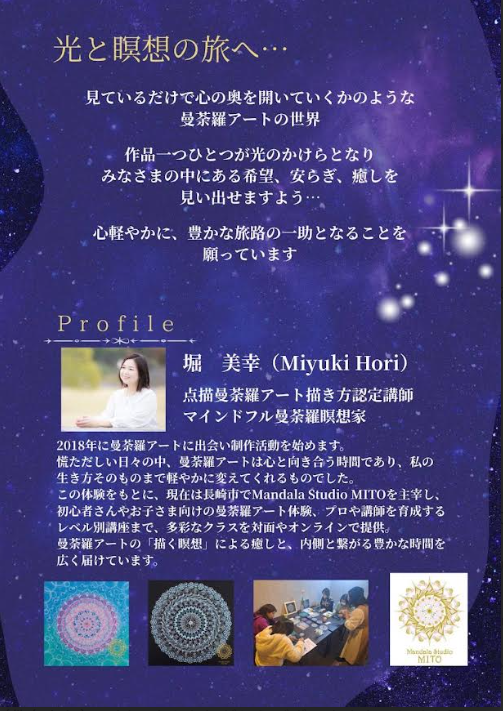 光と瞑想の旅へ…
見ているだけで心の奥を開いていくかのような
曼荼羅アートの世界
作品一つひとつが光のかけらとなり
みなさまの中にある希望、安らぎ、癒しを
見い出せますよう…
心軽やかに、豊かな旅路の一助となることを
願っています
Profile
堀　美幸（Miyuki Hori）
点描曼荼羅アート描き方認定講師
マインドフル曼荼羅瞑想家
2018年に曼荼羅アートに出会い制作活動を始めます。
慌ただしい日々の中、曼荼羅アートは心と向き合う時間であり、私の
生き方そのものまで軽やかに変えてくれるものでした。
この体験をもとに、現在は長崎市でMandala Studio MITOを主宰し、
初心者さんやお子さま向けの曼荼羅アート体験、プロや講師を育成する
レベル別講座まで、多彩なクラスを対面やオンラインで提供。
曼荼羅アートの「描く瞑想」による癒しと、内側と繋がる豊かな時間を
広く届けています。
Mandala Studio
MITO